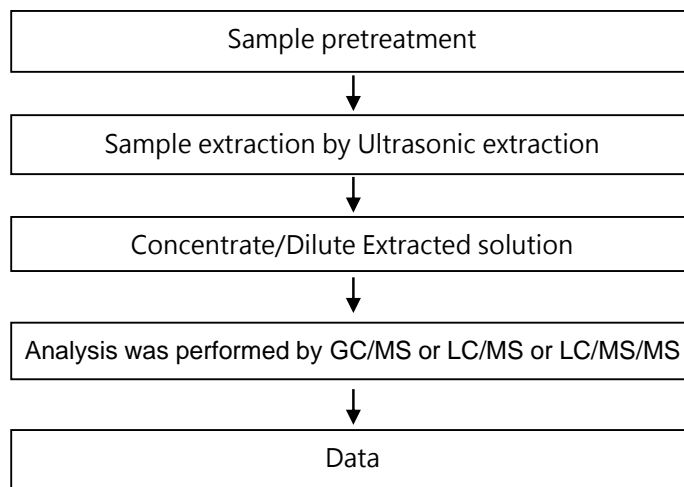 Sample pretreatment
Sample extraction by Ultrasonic extraction
Concentrate/Dilute Extracted solution
Analysis was performed by GC/MS or LC/MS or LC/MS/MS
Data